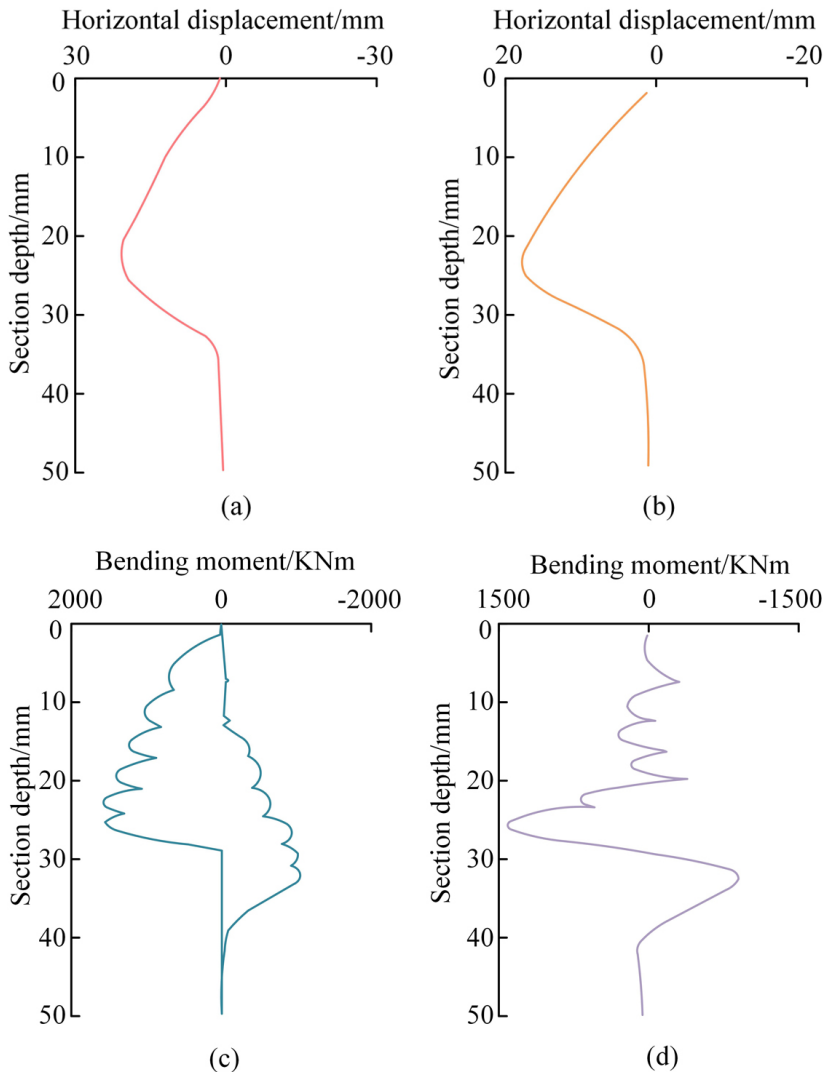 Horizontal displacement/mm
30 0 -30
0
10
20
30
40
50
Section depth/mm
(a)
Horizontal displacement/mm
20 0 -20
0
10
20
30
40
50
Section depth/mm
(b)
Bending moment/KNm
2000 0 -2000
0
10
20
30
40
50
Section depth/mm
(c)
Bending moment/KNm
1500 0 -1500
0
10
20
30
40
50
Section depth/mm
(d)